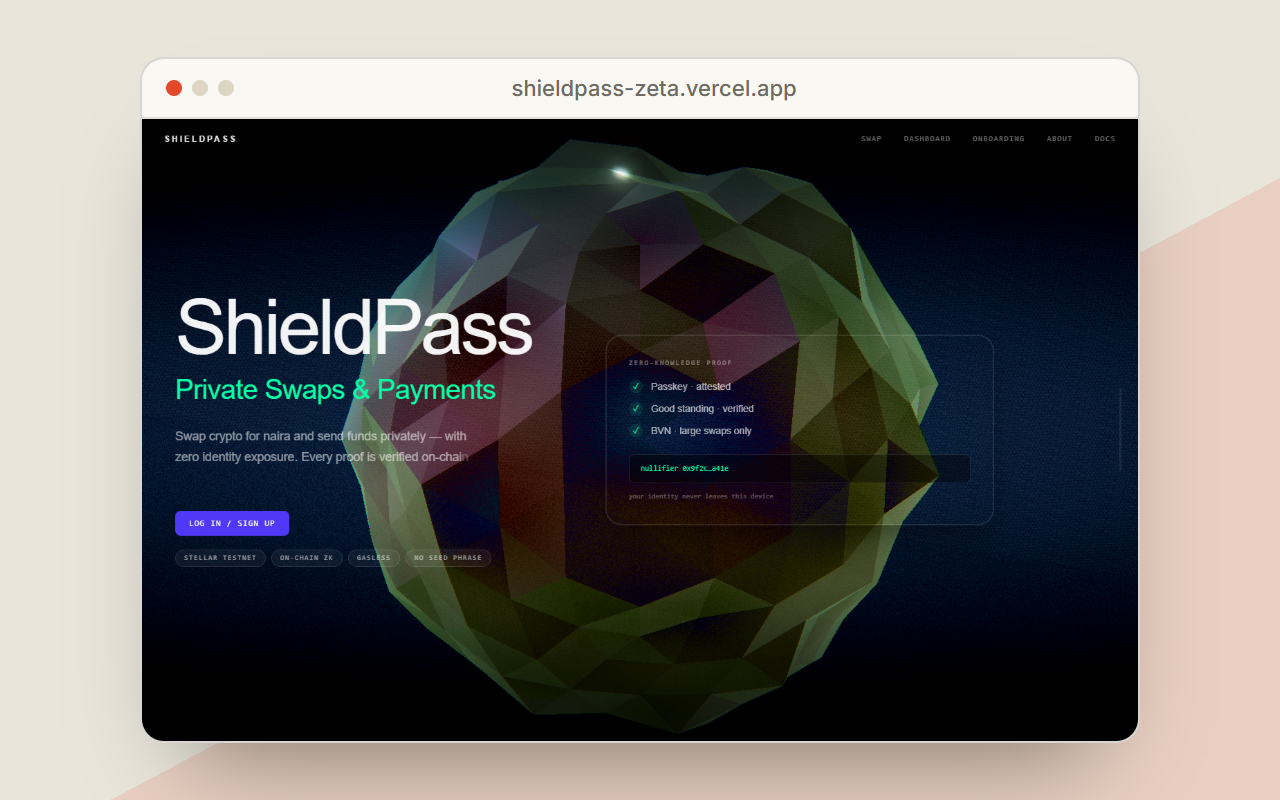 shieldpass-zeta.vercel.app
SHIELDPASS
SWAP DASHBOARD ONBOARDING ABOUT DOCS
ShieldPass
Private Swaps & Payments
Swap crypto for naira and send funds privately — with
zero identity exposure. Every proof is verified on-chain
LOG IN / SIGN UP
STELLAR TESTNET ON-CHAIN ZK GASLESS NO SEED PHRASE
ZERO-KNOWLEDGE PROOF
✓ Passkey · attested
✓ Good standing · verified
✓ BVN · large swaps only
nullifier 0x9f2c…a41e
your identity never leaves this device